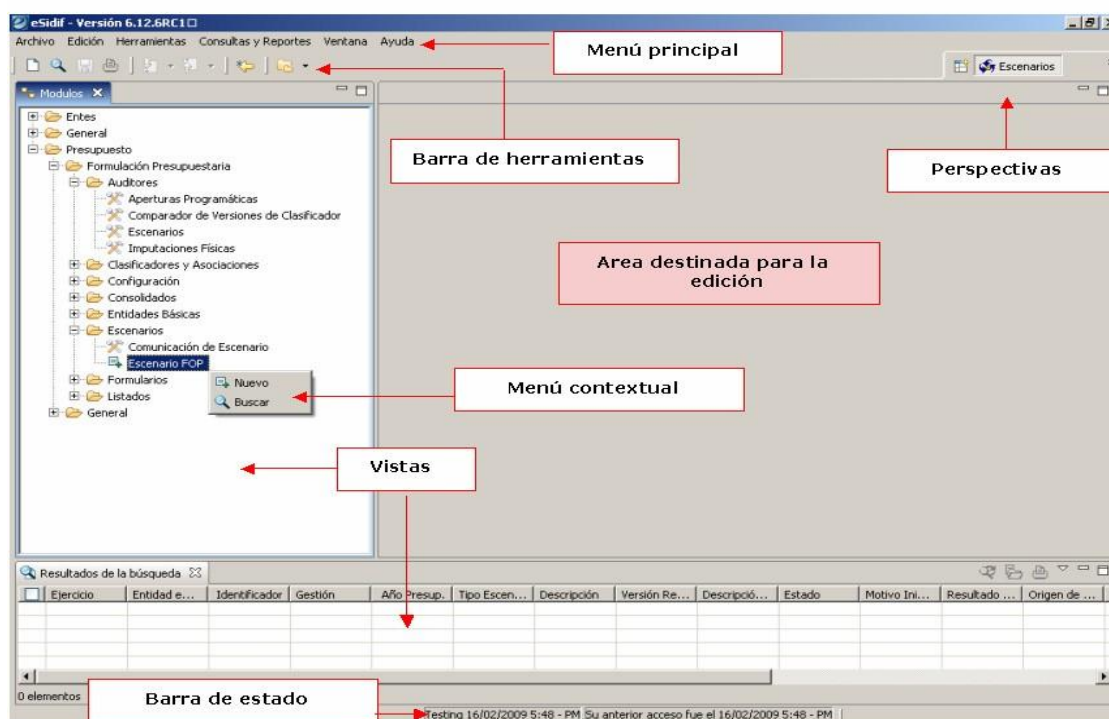 eSidif - Versión 6.12.6RC1
Archivo Edición Herramientas Consultas y Reportes Ventana Ayuda
Menú principal
Escenarios
Modulos
Entes
General
Presupuesto
Formulación Presupuestaria
Auditores
Aperturas Programáticas
Comparador de Versiones de Clasificador
Escenarios
Imputaciones Físicas
Clasificadores y Asociaciones
Configuración
Consolidados
Entidades Básicas
Escenarios
Comunicación de Escenario
Escenario FOP
Formularios
Listados
General
Nuevo
Buscar
Barra de herramientas
Perspectivas
Area destinada para la
edición
Menú contextual
Vistas
Resultados de la búsqueda
Ejercicio Entidad e... Identificador Gestión Año Presup. Tipo Escen... Descripción Versión Re... Descripció... Estado Motivo Ini... Resultado ... Origen de ...
0 elementos
Barra de estado
Testing 16/02/2009 5:48 - PM Su anterior acceso fue el 16/02/2009 5:48 - PM